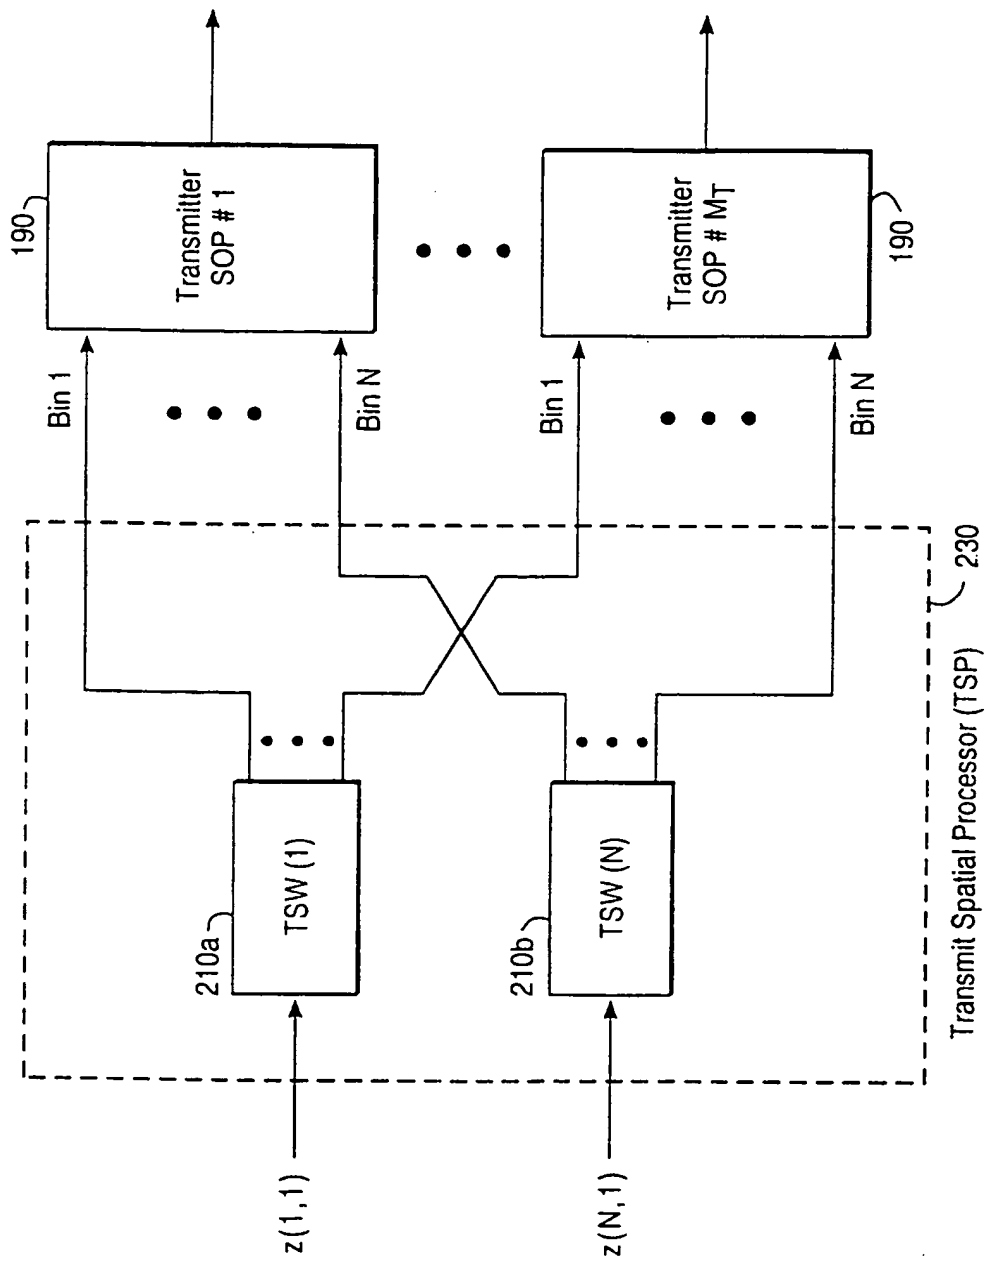 190
Transmitter
SOP # 1
Bin 1
Bin N
Transmitter
SOP # MT
190
Bin 1
Bin N
210a
TSW (1)
210b
TSW (N)
z(1,1)
z(N,1)
230
Transmit Spatial Processor (TSP)